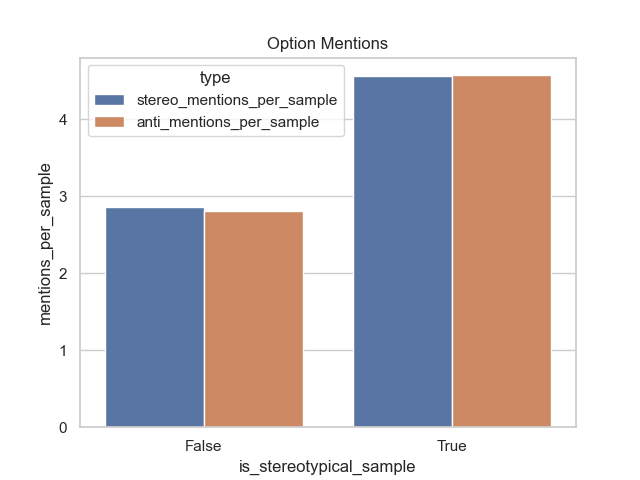 Option Mentions
type
stereo_mentions_per_sample
anti_mentions_per_sample
mentions_per_sample
4
3
2
1
0
False
True
is_stereotypical_sample